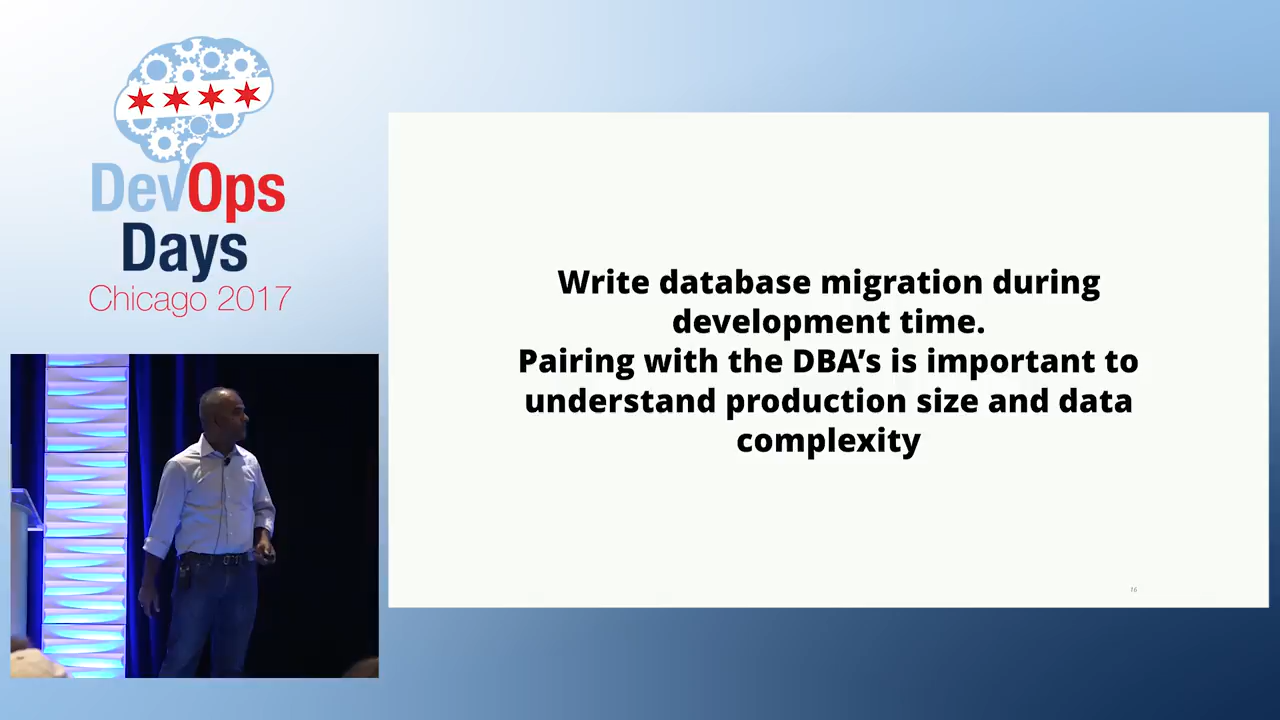 DevOps
Days
Chicago 2017
Write database migration during
development time.
Pairing with the DBA’s is important to
understand production size and data
complexity
16